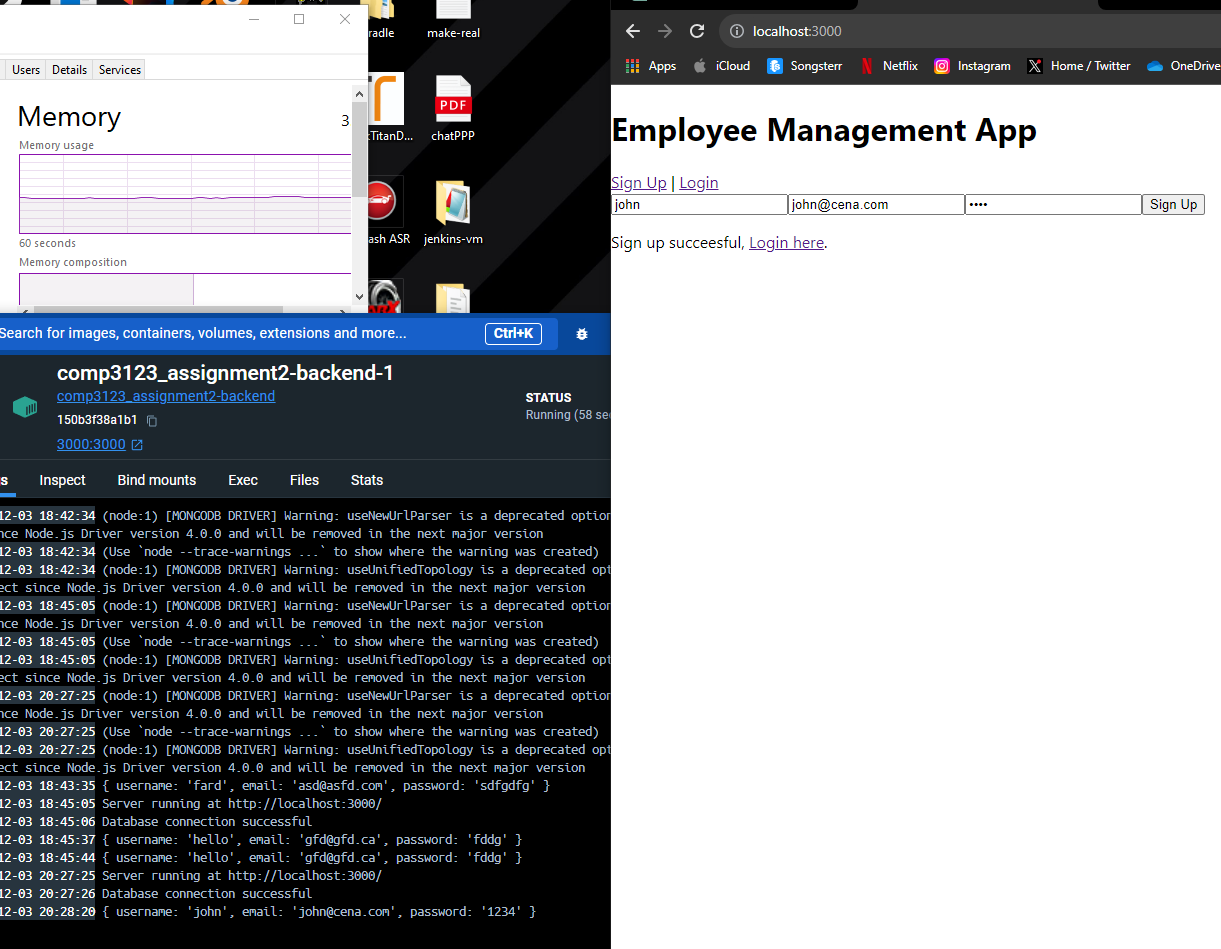 Users Details Services
Memory
3
Memory usage
60 seconds
Memory composition
make-real
PDF
chatPPP
jenkins-vm
localhost:3000
Apps iCloud Songsterr Netflix Instagram Home / Twitter OneDrive
Employee Management App
Sign Up | Login
john john@cena.com •••• Sign Up
Sign up succeesful, Login here.
Search for images, containers, volumes, extensions and more... Ctrl+K
comp3123_assignment2-backend-1
comp3123_assignment2-backend
150b3f38a1b1
3000:3000
STATUS
Running (58 sec
Inspect Bind mounts Exec Files Stats
12-03 18:42:34 (node:1) [MONGODB DRIVER] Warning: useNewUrlParser is a deprecated option
nce Node.js Driver version 4.0.0 and will be removed in the next major version
12-03 18:42:34 (Use `node --trace-warnings ...` to show where the warning was created)
12-03 18:42:34 (node:1) [MONGODB DRIVER] Warning: useUnifiedTopology is a deprecated opt
ect since Node.js Driver version 4.0.0 and will be removed in the next major version
12-03 18:45:05 (node:1) [MONGODB DRIVER] Warning: useNewUrlParser is a deprecated option
nce Node.js Driver version 4.0.0 and will be removed in the next major version
12-03 18:45:05 (Use `node --trace-warnings ...` to show where the warning was created)
12-03 18:45:05 (node:1) [MONGODB DRIVER] Warning: useUnifiedTopology is a deprecated opt
ect since Node.js Driver version 4.0.0 and will be removed in the next major version
12-03 20:27:25 (node:1) [MONGODB DRIVER] Warning: useNewUrlParser is a deprecated option
nce Node.js Driver version 4.0.0 and will be removed in the next major version
12-03 20:27:25 (Use `node --trace-warnings ...` to show where the warning was created)
12-03 20:27:25 (node:1) [MONGODB DRIVER] Warning: useUnifiedTopology is a deprecated opt
ect since Node.js Driver version 4.0.0 and will be removed in the next major version
12-03 18:43:35 { username: 'fard', email: 'asd@asfd.com', password: 'sdfgdfg' }
12-03 18:45:05 Server running at http://localhost:3000/
12-03 18:45:06 Database connection successful
12-03 18:45:37 { username: 'hello', email: 'gfd@gfd.ca', password: 'fddg' }
12-03 18:45:44 { username: 'hello', email: 'gfd@gfd.ca', password: 'fddg' }
12-03 20:27:25 Server running at http://localhost:3000/
12-03 20:27:26 Database connection successful
12-03 20:28:20 { username: 'john', email: 'john@cena.com', password: '1234' }